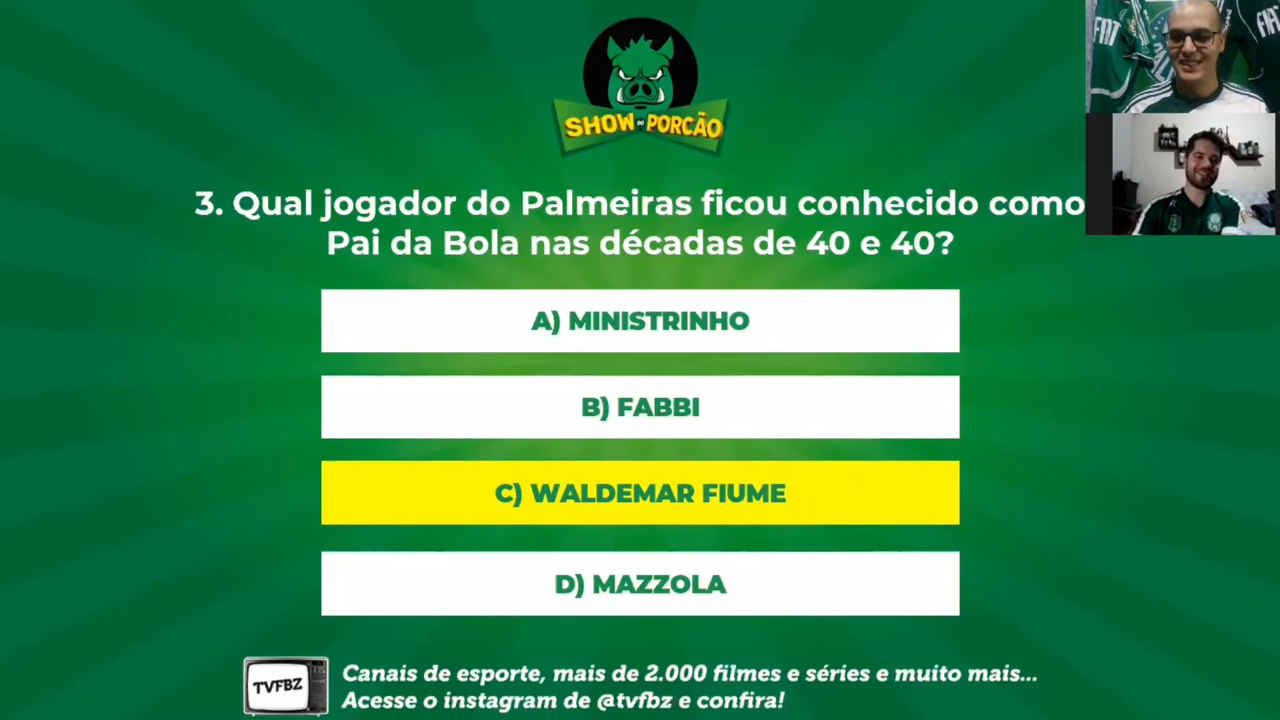 SHOW DO PORCÃO
3. Qual jogador do Palmeiras ficou conhecido como
Pai da Bola nas décadas de 40 e 40?
A) MINISTRINHO
B) FABBI
C) WALDEMAR FIUME
D) MAZZOLA
TVFBZ
Canais de esporte, mais de 2.000 filmes e séries e muito mais...
Acesse o instagram de @tvfbz e confira!
FIAT